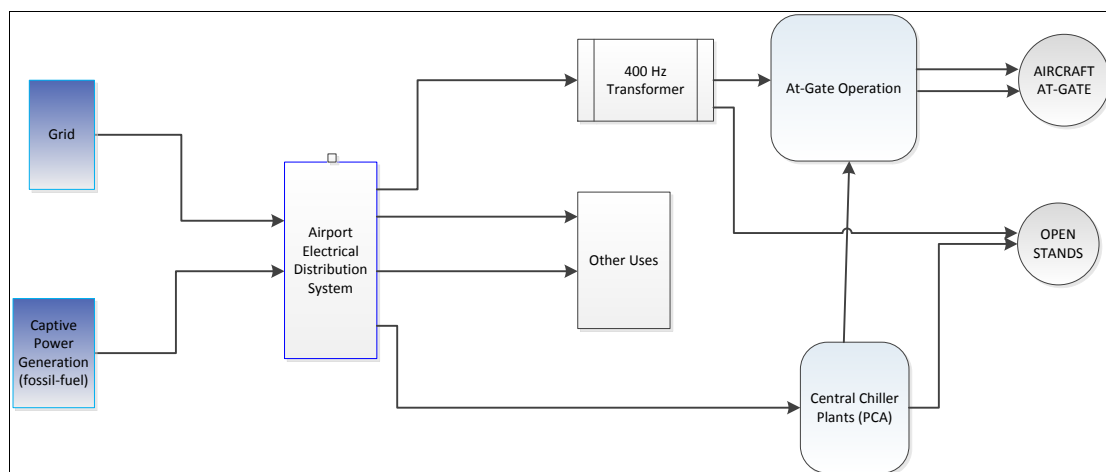 Grid
Captive
Power
Generation
(fossil-fuel)
Airport
Electrical
Distribution
System
400 Hz
Transformer
Other Uses
At-Gate Operation
Central Chiller
Plants (PCA)
AIRCRAFT
AT-GATE
OPEN
STANDS